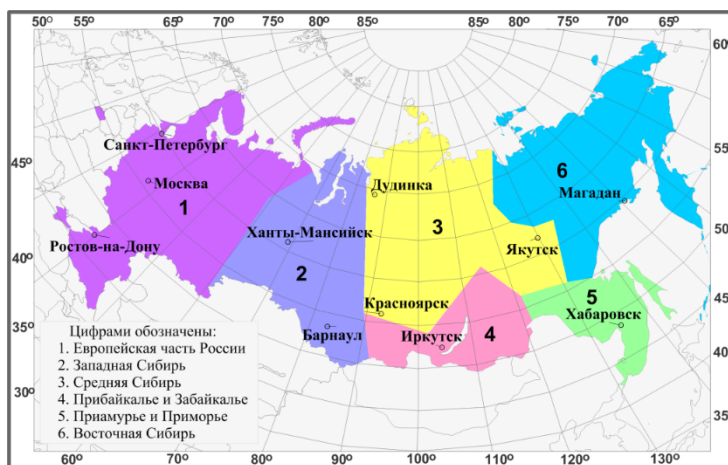 50° 55° 65° 70° 75° 80° 85° 85° 80° 75° 70° 65°
60°
60°
Санкт-Петербург
6
55°
45°
Москва
Дудинка
Магадан
1
3
Ханты-Мансийск
Ростов-на-Дону
Якутск
50°
40°
2
Красноярск
5
Хабаровск
45°
35°
Барнаул
Иркутск
4
40°
30°
35°
60° 70° 80° 90° 100° 110° 120° 130°
Цифрами обозначены:
1. Европейская часть России
2. Западная Сибирь
3. Средняя Сибирь
4. Прибайкалье и Забайкалье
5. Приамурье и Приморье
6. Восточная Сибирь